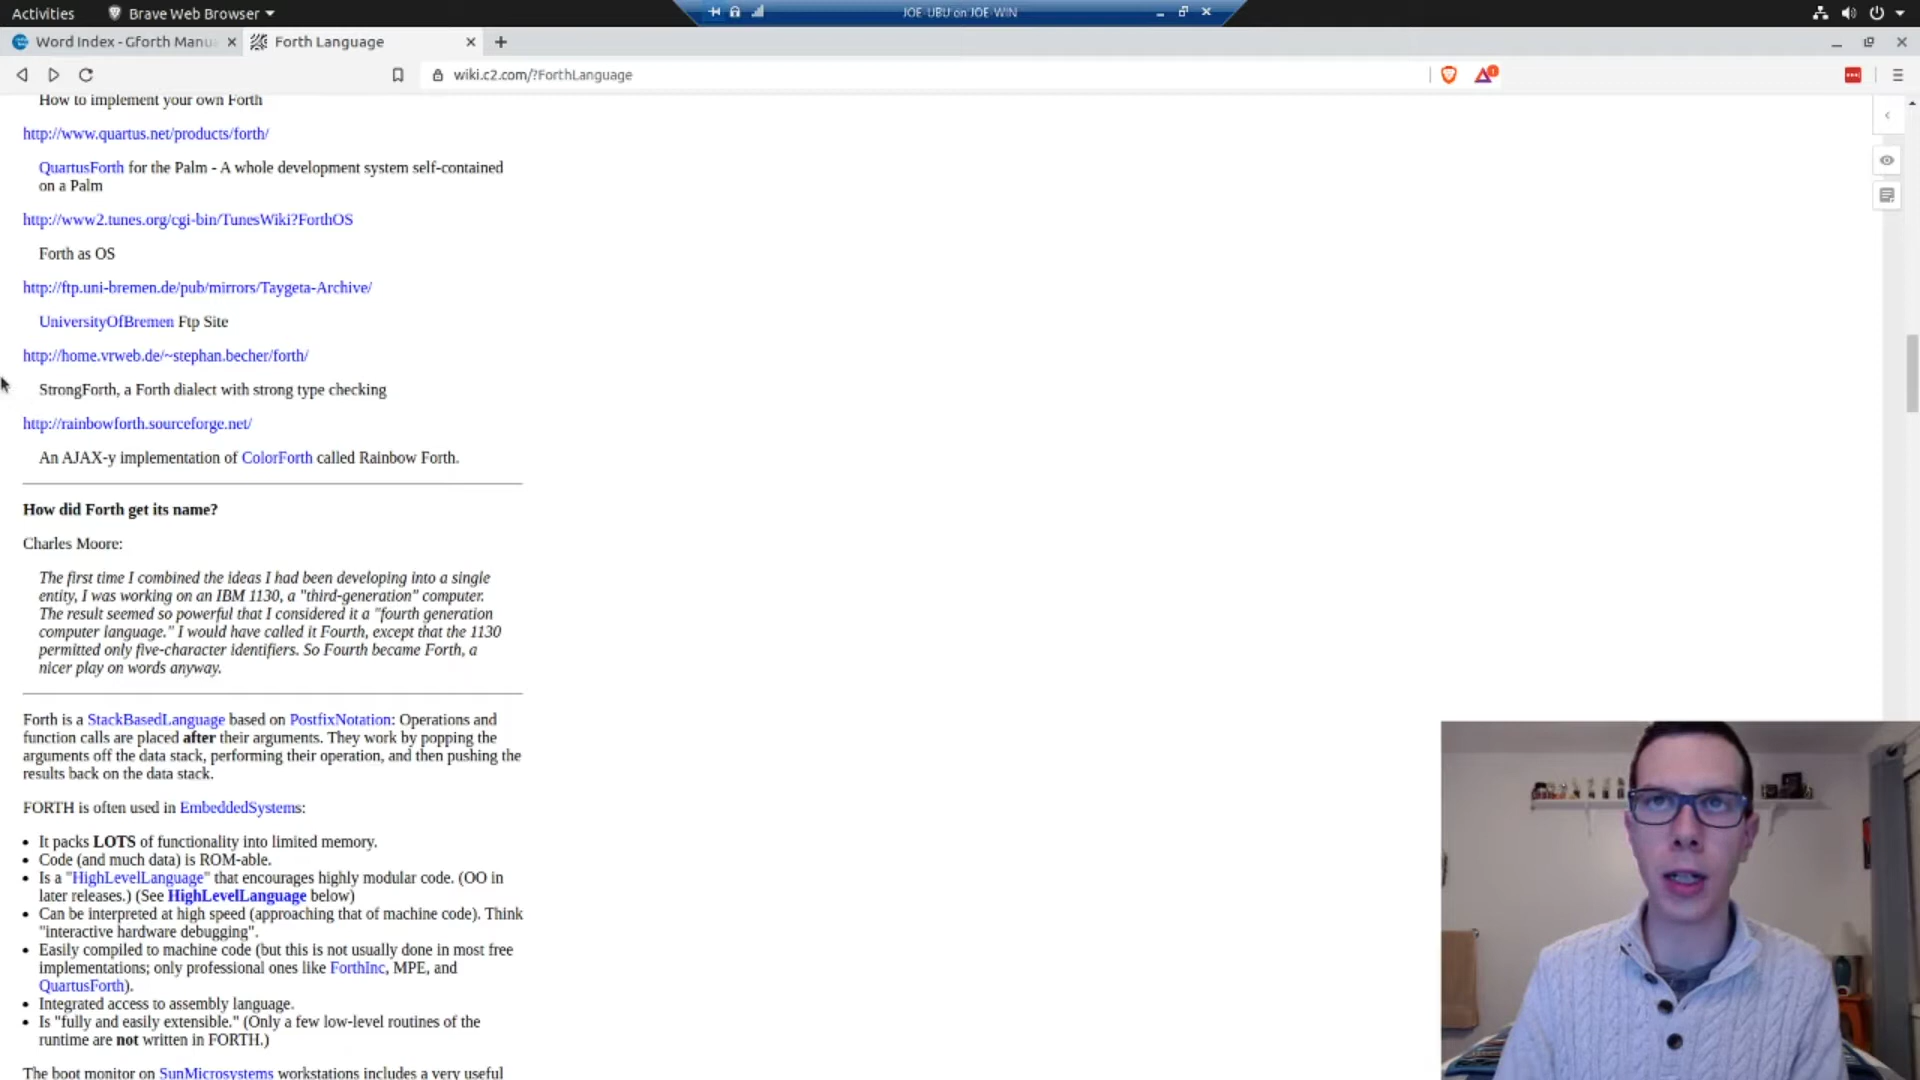 Activities
Brave Web Browser
JOE-UBU on JOE-WIN
Word Index - Gforth Manu
Forth Language
wiki.c2.com/?ForthLanguage
How to implement your own Forth
http://www.quartus.net/products/forth/
QuartusForth for the Palm - A whole development system self-contained
on a Palm
http://www2.tunes.org/cgi-bin/TunesWiki?ForthOS
Forth as OS
http://ftp.uni-bremen.de/pub/mirrors/Taygeta-Archive/
UniversityOfBremen Ftp Site
http://home.vrweb.de/~stephan.becher/forth/
StrongForth, a Forth dialect with strong type checking
http://rainbowforth.sourceforge.net/
An AJAX-y implementation of ColorForth called Rainbow Forth.
How did Forth get its name?
Charles Moore:
The first time I combined the ideas I had been developing into a single
entity, I was working on an IBM 1130, a "third-generation" computer.
The result seemed so powerful that I considered it a "fourth generation
computer language." I would have called it Fourth, except that the 1130
permitted only five-character identifiers. So Fourth became Forth, a
nicer play on words anyway.
Forth is a StackBasedLanguage based on PostfixNotation: Operations and
function calls are placed after their arguments. They work by popping the
arguments off the data stack, performing their operation, and then pushing the
results back on the data stack.
FORTH is often used in EmbeddedSystems:
• It packs LOTS of functionality into limited memory.
• Code (and much data) is ROM-able.
• Is a "HighLevelLanguage" that encourages highly modular code. (OO in
later releases.) (See HighLevelLanguage below)
• Can be interpreted at high speed (approaching that of machine code). Think
"interactive hardware debugging".
• Easily compiled to machine code (but this is not usually done in most free
implementations; only professional ones like ForthInc, MPE, and
QuartusForth).
• Integrated access to assembly language.
• Is "fully and easily extensible." (Only a few low-level routines of the
runtime are not written in FORTH.)
The boot monitor on SunMicrosystems workstations includes a very useful